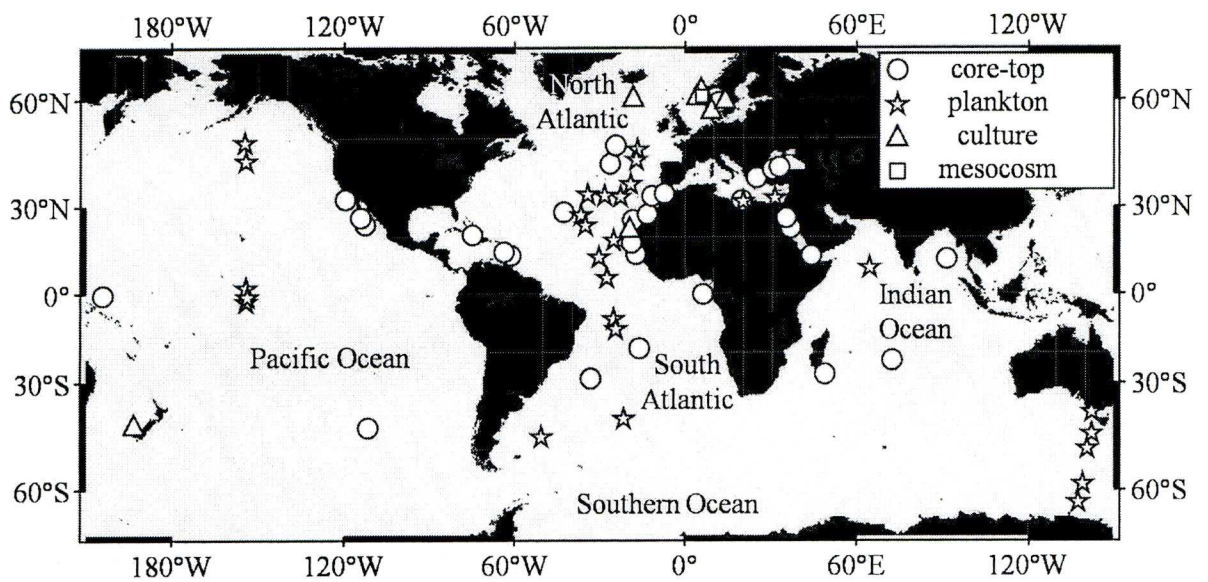 180°W 120°W 60°W 0° 60°E 120°W
60°N
30°N
0°
30°S
60°S
North
Atlantic
Pacific Ocean
South
Atlantic
Indian
Ocean
Southern Ocean
core-top
plankton
culture
mesocosm
60°N
30°N
0°
30°S
60°S
180°W 120°W 60°W 0° 60°E 120°W